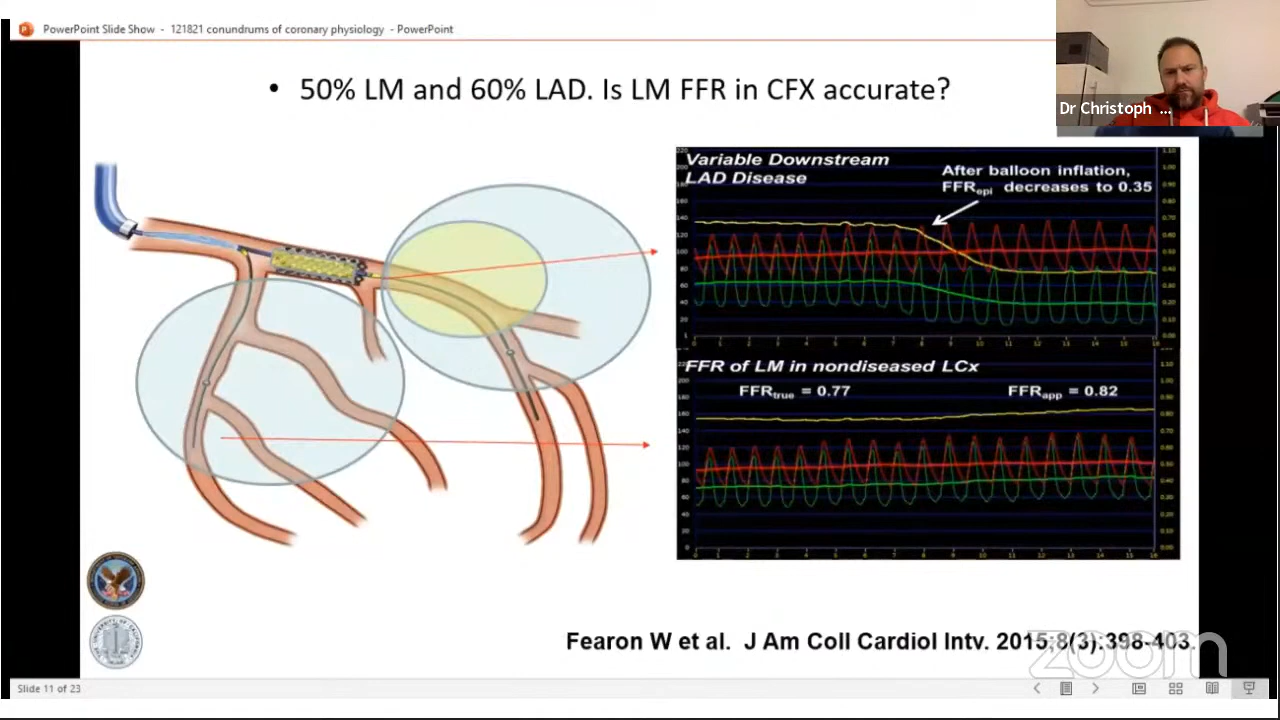 PowerPoint Slide Show - 121821 conundrums of coronary physiology - PowerPoint
Dr Christoph ...
• 50% LM and 60% LAD. Is LM FFR in CFX accurate?
Variable Downstream
LAD Disease
After balloon inflation,
FFRepi decreases to 0.35
FFR of LM in nondiseased LCx
FFRtrue = 0.77
FFRapp = 0.82
Fearon W et al. J Am Coll Cardiol Intv. 2015;8(3):398-403.
zoom
Slide 11 of 23